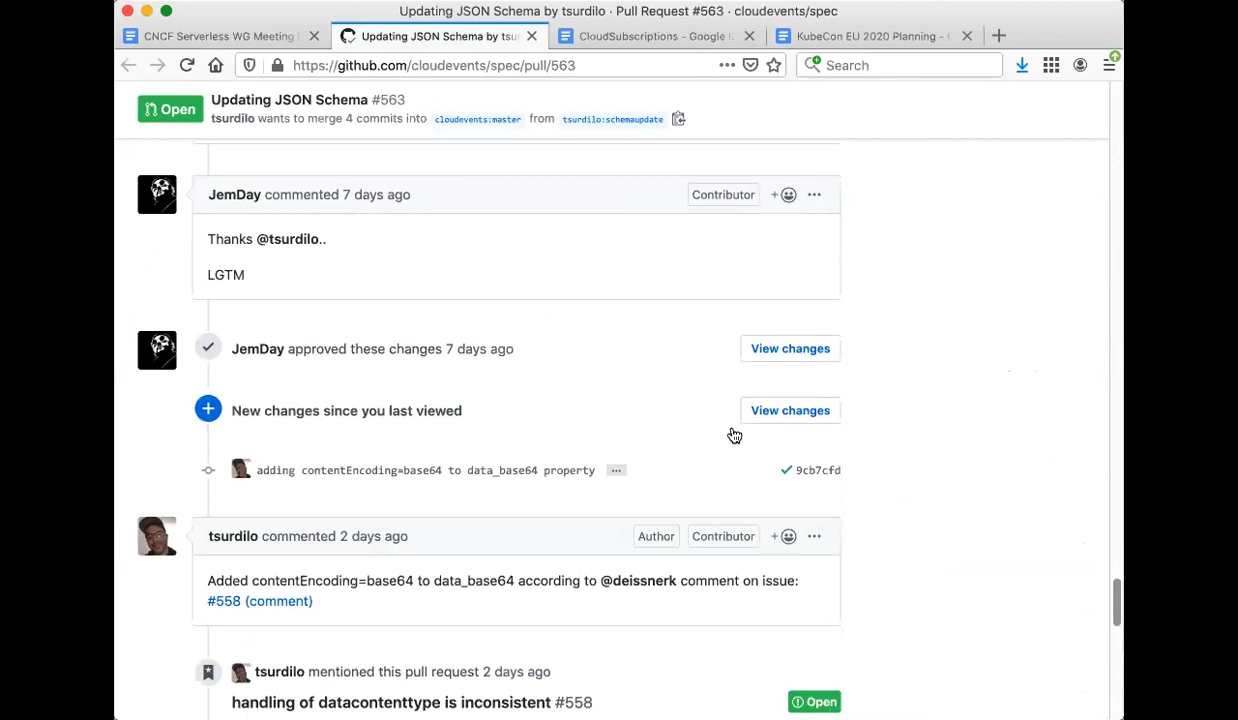 Updating JSON Schema by tsurdilo · Pull Request #563 · cloudevents/spec
CNCF Serverless WG Meeting
Updating JSON Schema by tsu
CloudSubscriptions - Google
KubeCon EU 2020 Planning -
https://github.com/cloudevents/spec/pull/563
Search
Open
Updating JSON Schema #563
tsurdilo wants to merge 4 commits into cloudevents:master from tsurdilo:schemaupdate
JemDay commented 7 days ago
Contributor
Thanks @tsurdilo..
LGTM
JemDay approved these changes 7 days ago
View changes
New changes since you last viewed
View changes
adding contentEncoding=base64 to data_base64 property ...
9cb7cfd
tsurdilo commented 2 days ago
Author
Contributor
Added contentEncoding=base64 to data_base64 according to @deissnerk comment on issue:
#558 (comment)
tsurdilo mentioned this pull request 2 days ago
handling of datacontenttype is inconsistent #558
Open